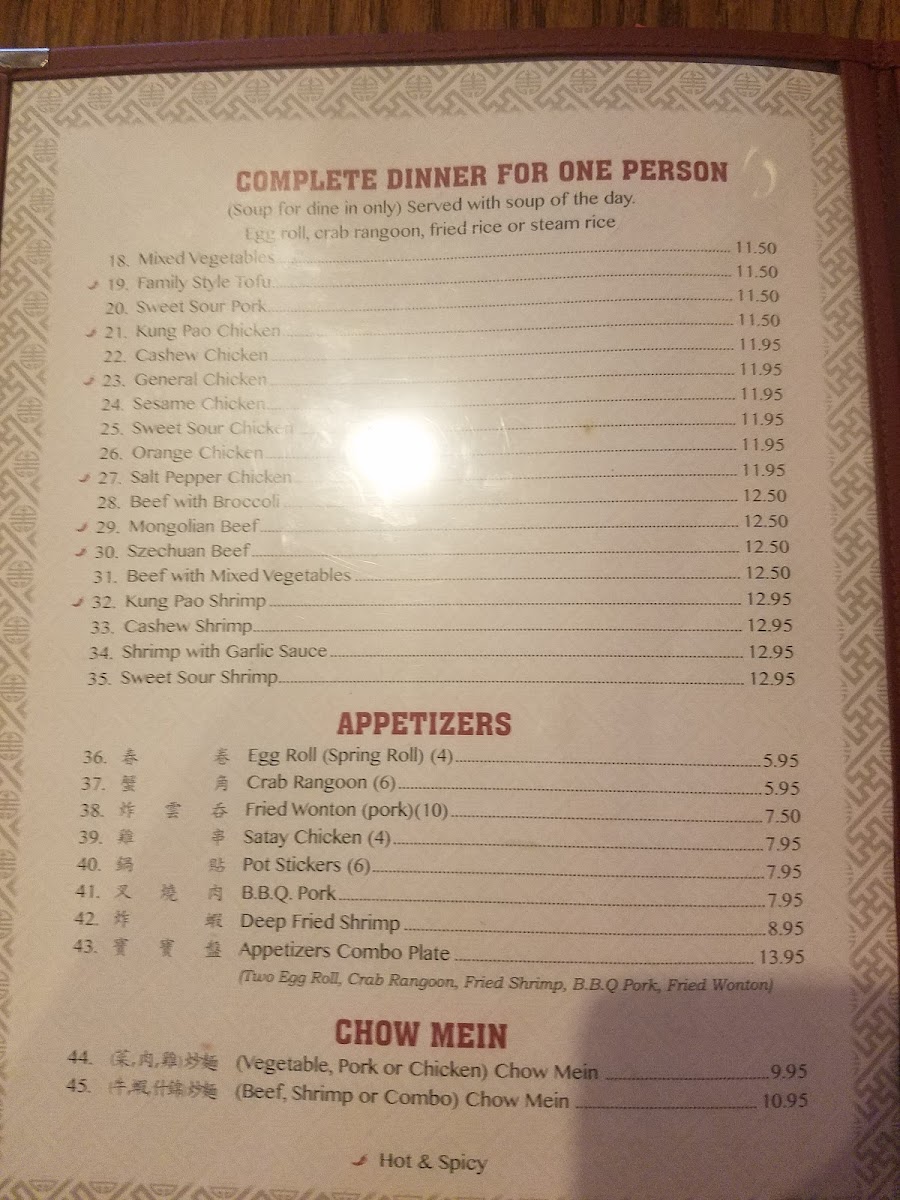 COMPLETE DINNER FOR ONE PERSON
(Soup for dine in only) Served with soup of the day.
Egg roll, crab rangoon, fried rice or steam rice
18. Mixed Vegetables 11.50
19. Family Style Tofu 11.50
20. Sweet Sour Pork 11.50
21. Kung Pao Chicken 11.50
22. Cashew Chicken 11.95
23. General Chicken 11.95
24. Sesame Chicken 11.95
25. Sweet Sour Chicken 11.95
26. Orange Chicken 11.95
27. Salt Pepper Chicken 11.95
28. Beef with Broccoli 12.50
29. Mongolian Beef 12.50
30. Szechuan Beef 12.50
31. Beef with Mixed Vegetables 12.50
32. Kung Pao Shrimp 12.95
33. Cashew Shrimp 12.95
34. Shrimp with Garlic Sauce 12.95
35. Sweet Sour Shrimp 12.95
APPETIZERS
36. 春 卷 Egg Roll (Spring Roll) (4) 5.95
37. 蟹 角 Crab Rangoon (6) 5.95
38. 炸 雲 吞 Fried Wonton (pork)(10) 7.50
39. 雞 串 Satay Chicken (4) 7.95
40. 鍋 貼 Pot Stickers (6) 7.95
41. 叉 燒 肉 B.B.Q. Pork 7.95
42. 炸 蝦 Deep Fried Shrimp 8.95
43. 寶 寶 盤 Appetizers Combo Plate 13.95
(Two Egg Roll, Crab Rangoon, Fried Shrimp, B.B.Q Pork, Fried Wonton)
CHOW MEIN
44. (菜,肉,雞)炒麵 (Vegetable, Pork or Chicken) Chow Mein 9.95
45. (牛,蝦,什錦)炒麵 (Beef, Shrimp or Combo) Chow Mein 10.95
Hot & Spicy